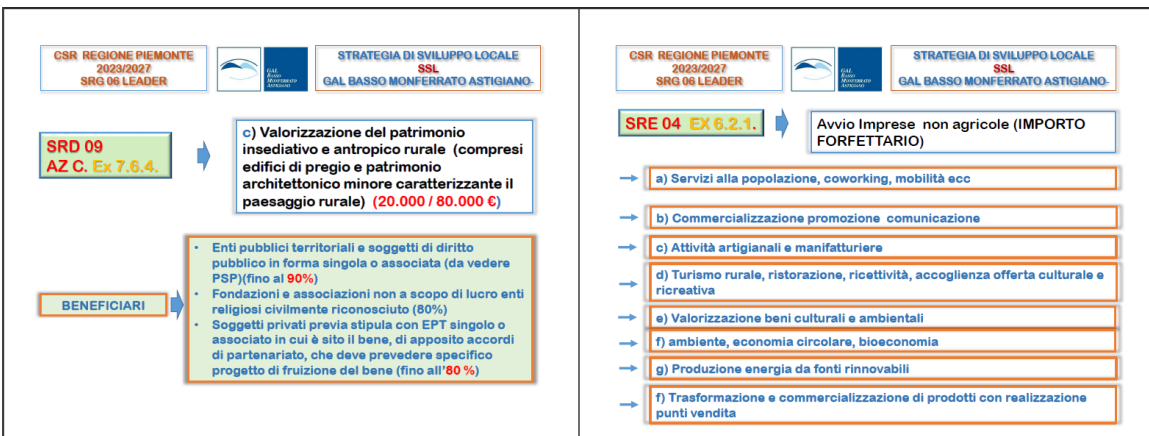 CSR REGIONE PIEMONTE
2023/2027
SRG 06 LEADER
GAL
BASSO
MONFERRATO
ASTIGIANO
STRATEGIA DI SVILUPPO LOCALE
SSL
GAL BASSO MONFERRATO ASTIGIANO-
SRD 09
AZ C. Ex 7.6.4.
c) Valorizzazione del patrimonio
insediativo e antropico rurale (compresi
edifici di pregio e patrimonio
architettonico minore caratterizzante il
paesaggio rurale) (20.000 / 80.000 €)
BENEFICIARI
• Enti pubblici territoriali e soggetti di diritto
pubblico in forma singola o associata (da vedere
PSP)(fino al 90%)
• Fondazioni e associazioni non a scopo di lucro enti
religiosi civilmente riconosciuto (80%)
• Soggetti privati previa stipula con EPT singolo o
associato in cui è sito il bene, di apposito accordi
di partenariato, che deve prevedere specifico
progetto di fruizione del bene (fino all'80 %)
CSR REGIONE PIEMONTE
2023/2027
SRG 06 LEADER
GAL
BASSO
MONFERRATO
ASTIGIANO
STRATEGIA DI SVILUPPO LOCALE
SSL
GAL BASSO MONFERRATO ASTIGIANO-
SRE 04 EX 6.2.1.
Avvio Imprese non agricole (IMPORTO
FORFETTARIO)
a) Servizi alla popolazione, coworking, mobilità ecc
b) Commercializzazione promozione comunicazione
c) Attività artigianali e manifatturiere
d) Turismo rurale, ristorazione, ricettività, accoglienza offerta culturale e
ricreativa
e) Valorizzazione beni culturali e ambientali
f) ambiente, economia circolare, bioeconomia
g) Produzione energia da fonti rinnovabili
f) Trasformazione e commercializzazione di prodotti con realizzazione
punti vendita